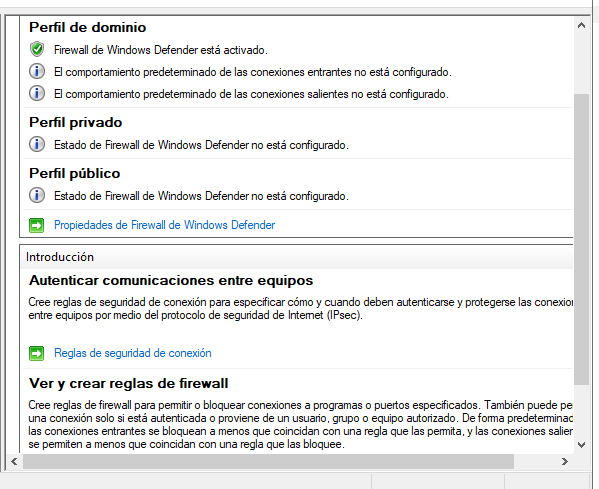 Perfil de dominio
Firewall de Windows Defender está activado.
El comportamiento predeterminado de las conexiones entrantes no está configurado.
El comportamiento predeterminado de las conexiones salientes no está configurado.
Perfil privado
Estado de Firewall de Windows Defender no está configurado.
Perfil público
Estado de Firewall de Windows Defender no está configurado.
Propiedades de Firewall de Windows Defender
Introducción
Autenticar comunicaciones entre equipos
Cree reglas de seguridad de conexión para especificar cómo y cuando deben autenticarse y protegerse las conexion
entre equipos por medio del protocolo de seguridad de Internet (IPsec).
Reglas de seguridad de conexión
Ver y crear reglas de firewall
Cree reglas de firewall para permitir o bloquear conexiones a programas o puertos especificados. También puede pe
una conexión solo si está autenticada o proviene de un usuario, grupo o equipo autorizado. De forma predeterminad
las conexiones entrantes se bloquean a menos que coincidan con una regla que las permita, y las conexiones salier
se permiten a menos que coincidan con una regla que las bloquee.